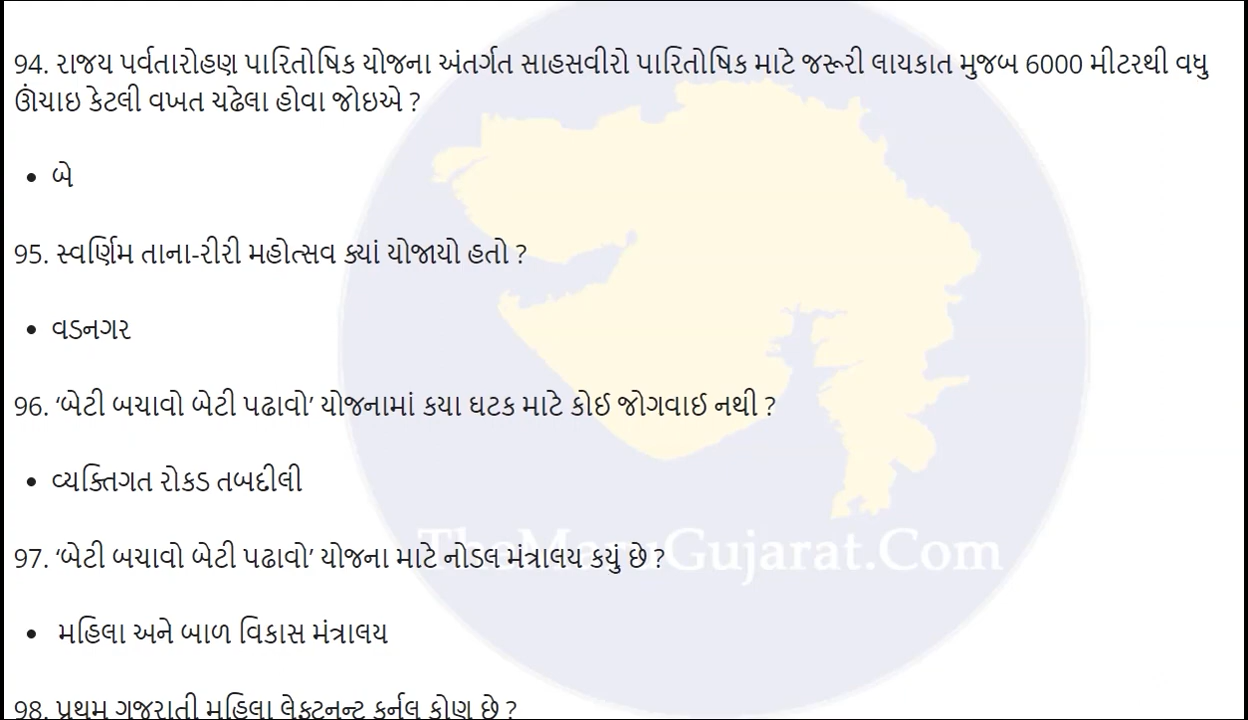 94. રાજય પર્વતારોહણ પારિતોષિક યોજના અંતર્ગત સાહસવીરો પારિતોષિક માટે જરૂરી લાયકાત મુજબ 6000 મીટરથી વધુ
ઊંચાઇ કેટલી વખત ચઢેલા હોવા જોઇએ ?
• બે
95. સ્વર્ણિમ તાના-રીરી મહોત્સવ ક્યાં યોજાયો હતો ?
• વડનગર
96. ‘બેટી બચાવો બેટી પઢાવો’ યોજનામાં કયા ઘટક માટે કોઈ જોગવાઈ નથી ?
• વ્યક્તિગત રોકડ તબદીલી
97. ‘બેટી બચાવો બેટી પઢાવો’ યોજના માટે નોડલ મંત્રાલય કયું છે ?
TheMaruGujarat.Com
• મહિલા અને બાળ વિકાસ મંત્રાલય
98. પ્રથમ ગુજરાતી મહિલા લેફ્ટનન્ટ કર્નલ કોણ છે ?